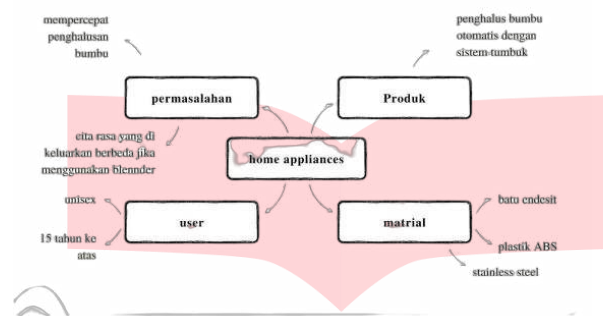 mempercepat
penghalusan
bumbu
penghalus bumbu
otomatis dengan
sistem tumbuk
permasalahan
Produk
cita rasa yang di
keluarkan berbeda jika
menggunakan blennder
home appliances
unisex
15 tahun ke
atas
user
matrial
batu endesit
plastik ABS
stainless steel